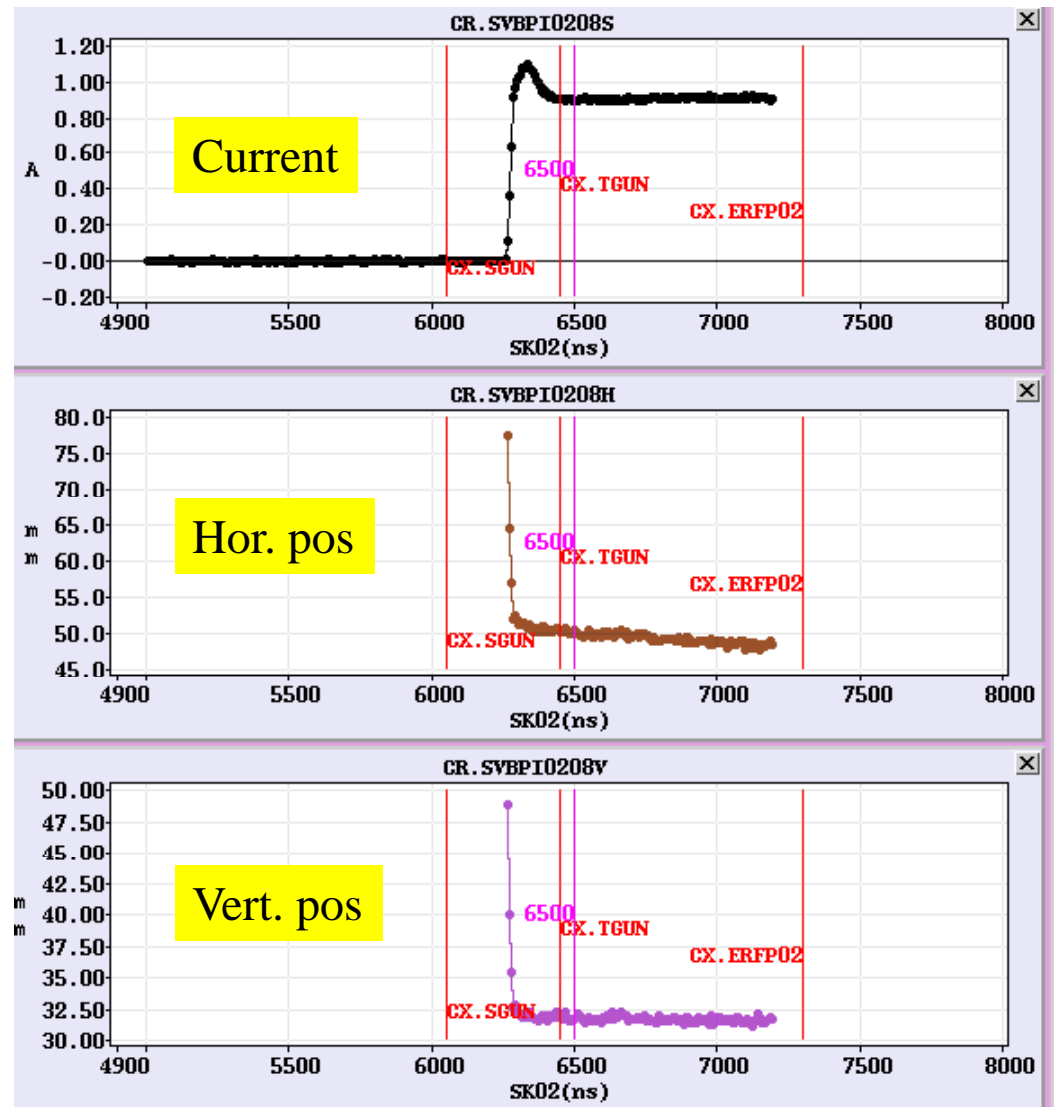 CR.SVBPI0208S
1.20
1.00
0.80
0.60
0.40
0.20
-0.00
-0.20
A
Current
6500
CX.TGUN
CX.ERFP02
CX.SGUN
4900 5500 6000 6500 7000 7500 8000
SK02(ns)
CR.SVBPI0208H
80.0
75.0
70.0
65.0
60.0
55.0
50.0
45.0
m
m
Hor. pos
6500
CX.TGUN
CX.ERFP02
CX.SGUN
4900 5500 6000 6500 7000 7500 8000
SK02(ns)
CR.SVBPI0208V
50.00
47.50
45.00
42.50
40.00
37.50
35.00
32.50
30.00
m
m
Vert. pos
6500
CX.TGUN
CX.ERFP02
CX.SGUN
4900 5500 6000 6500 7000 7500 8000
SK02(ns)